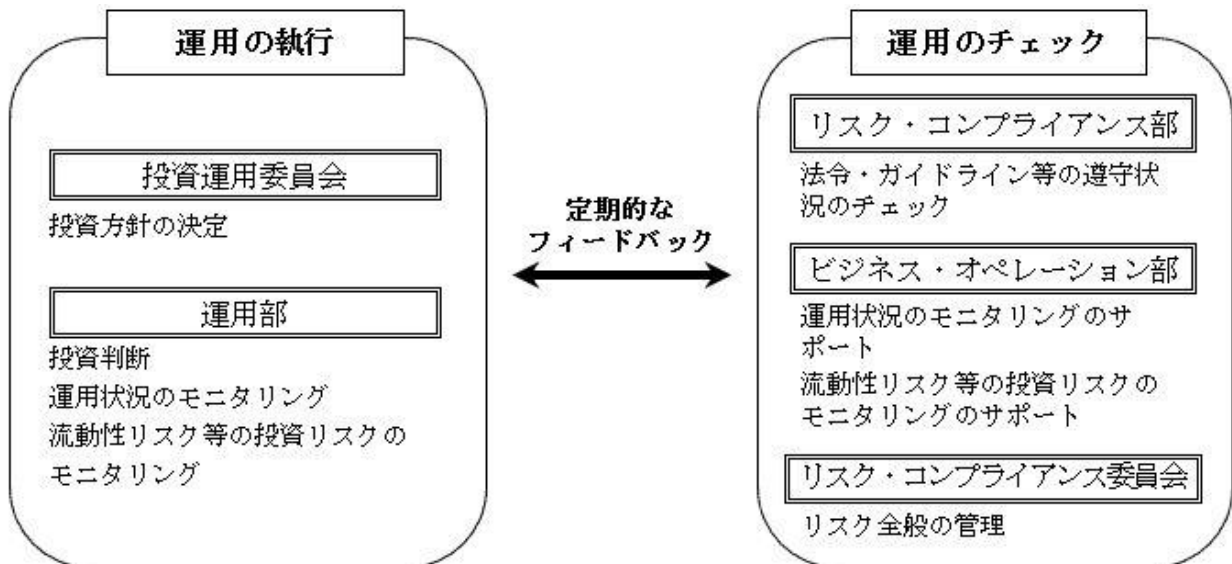 運用の執行
投資運用委員会
投資方針の決定
運用部
投資判断
運用状況のモニタリング
流動性リスク等の投資リスクの
モニタリング
定期的な
フィードバック
運用のチェック
リスク・コンプライアンス部
法令・ガイドライン等の遵守状
況のチェック
ビジネス・オペレーション部
運用状況のモニタリングのサ
ポート
流動性リスク等の投資リスクの
モニタリングのサポート
リスク・コンプライアンス委員会
リスク全般の管理